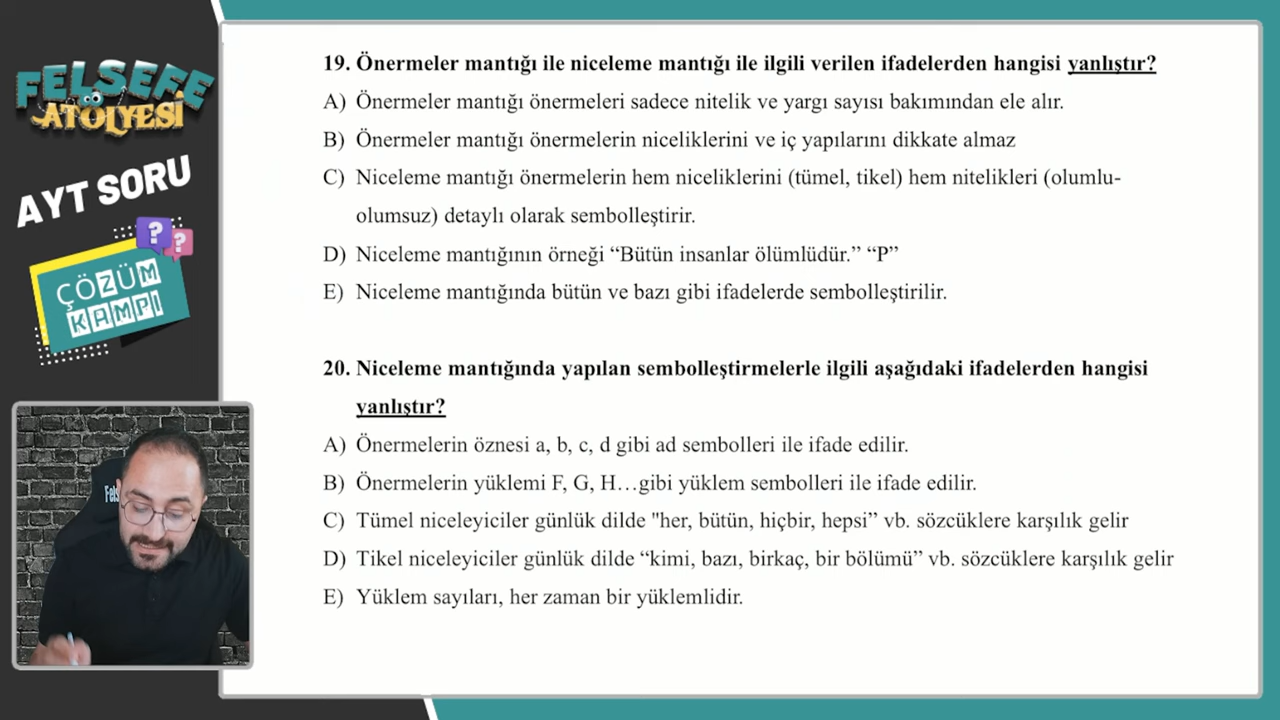 FELSEFE
ATÖLYESİ
AYT SORU
? ?
ÇÖZÜM
KAMPI
Fels
19. Önermeler mantığı ile niceleme mantığı ile ilgili verilen ifadelerden hangisi yanlıştır?
A) Önermeler mantığı önermeleri sadece nitelik ve yargı sayısı bakımından ele alır.
B) Önermeler mantığı önermelerin niceliklerini ve iç yapılarını dikkate almaz
C) Niceleme mantığı önermelerin hem niceliklerini (tümel, tikel) hem nitelikleri (olumlu-
olumsuz) detaylı olarak sembolleştirir.
D) Niceleme mantığının örneği “Bütün insanlar ölümlüdür.” “P”
E) Niceleme mantığında bütün ve bazı gibi ifadelerde sembolleştirilir.
20. Niceleme mantığında yapılan sembolleştirmelerle ilgili aşağıdaki ifadelerden hangisi
yanlıştır?
A) Önermelerin öznesi a, b, c, d gibi ad sembolleri ile ifade edilir.
B) Önermelerin yüklemi F, G, H…gibi yüklem sembolleri ile ifade edilir.
C) Tümel niceleyiciler günlük dilde "her, bütün, hiçbir, hepsi” vb. sözcüklere karşılık gelir
D) Tikel niceleyiciler günlük dilde “kimi, bazı, birkaç, bir bölümü” vb. sözcüklere karşılık gelir
E) Yüklem sayıları, her zaman bir yüklemlidir.